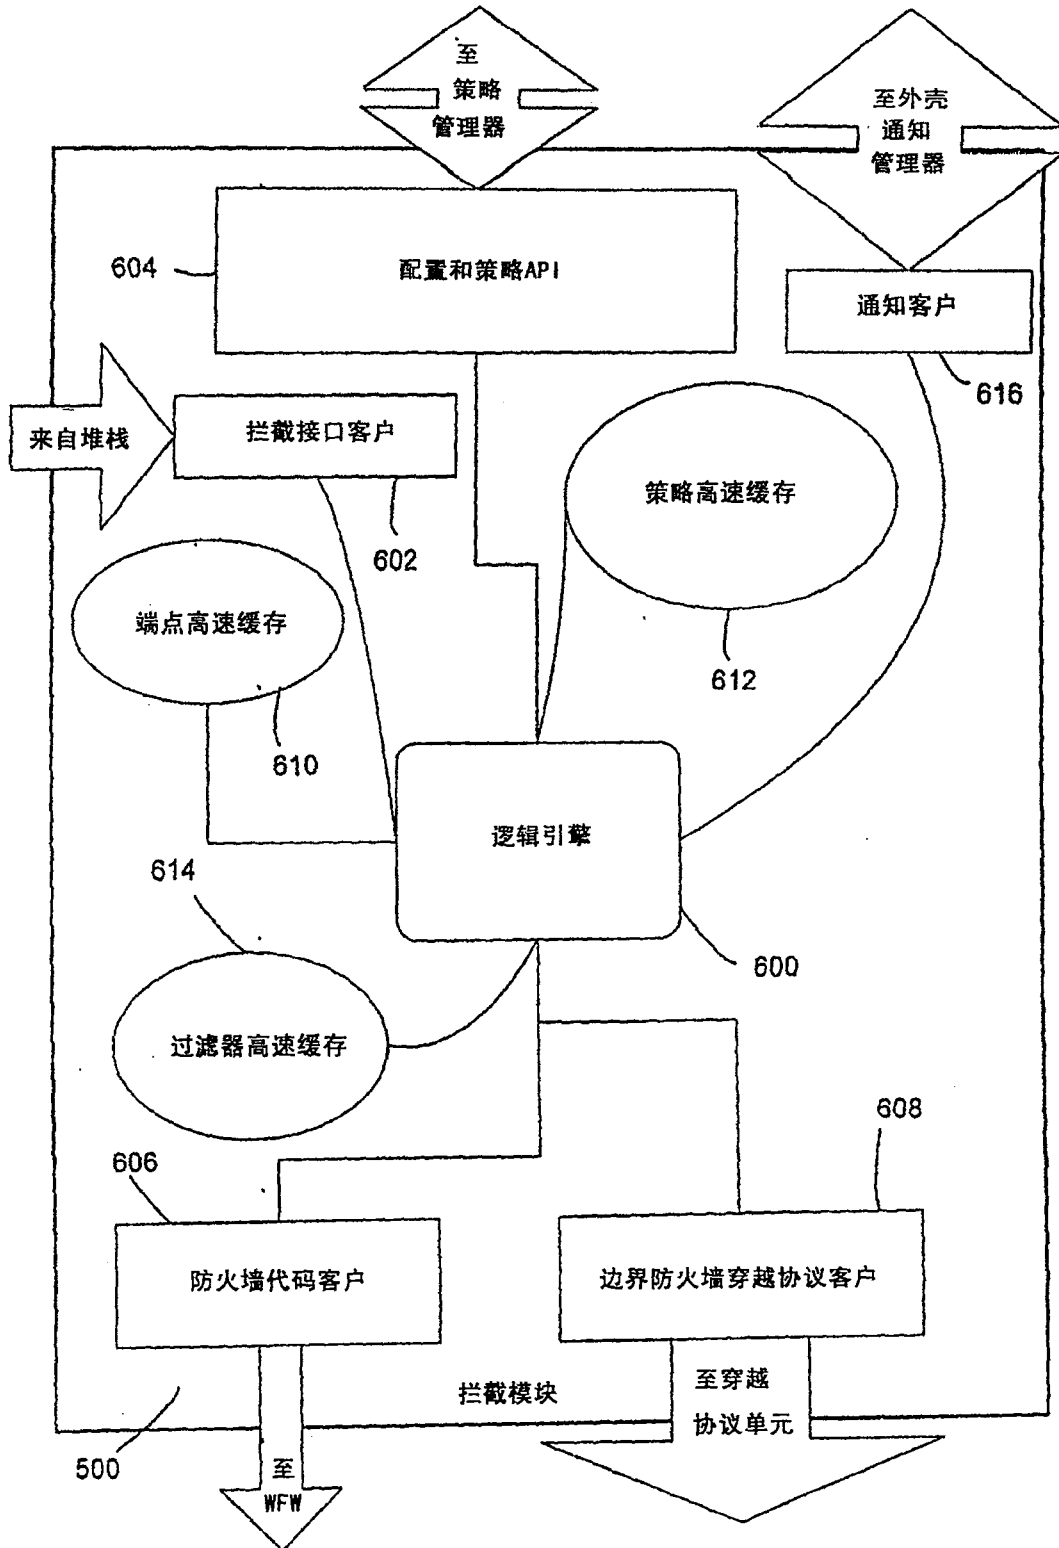 至
策略
管理器
至外壳
通知
管理器
604
配置和策略API
通知客户
616
来自堆栈
拦截接口客户
602
策略高速缓存
612
端点高速缓存
610
逻辑引擎
600
614
过滤器高速缓存
606
608
防火墙代码客户
边界防火墙穿越协议客户
500
拦截模块
至
WFW
至穿越
协议单元